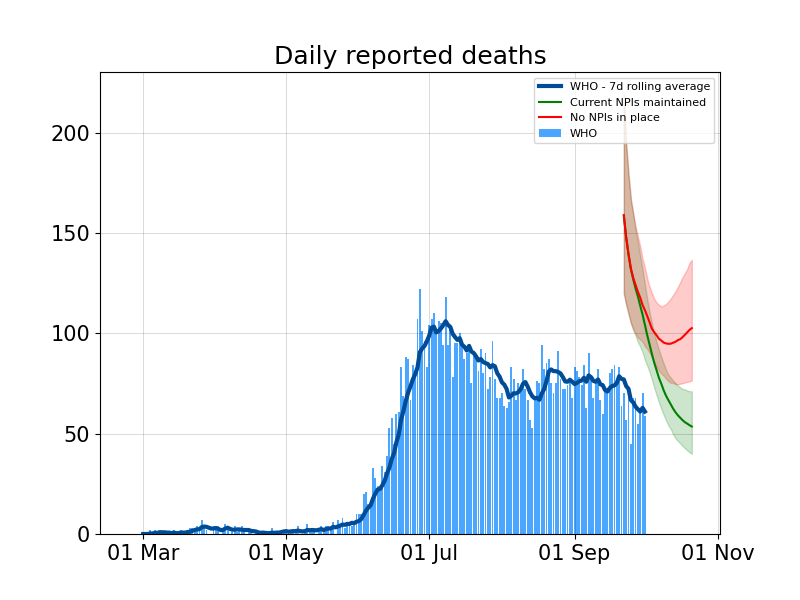 Daily reported deaths
WHO - 7d rolling average
Current NPIs maintained
No NPIs in place
WHO
200
150
100
50
0
01 Mar
01 May
01 Jul
01 Sep
01 Nov